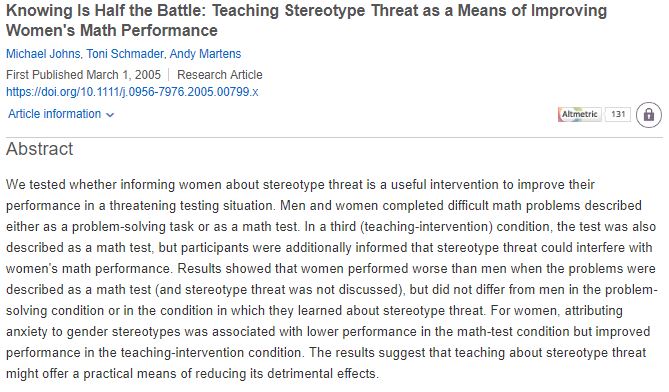 Knowing Is Half the Battle: Teaching Stereotype Threat as a Means of Improving
Women's Math Performance
Michael Johns, Toni Schmader, Andy Martens
First Published March 1, 2005 | Research Article
https://doi.org/10.1111/j.0956-7976.2005.00799.x
Article information
Altmetric 131
Abstract
We tested whether informing women about stereotype threat is a useful intervention to improve their
performance in a threatening testing situation. Men and women completed difficult math problems described
either as a problem-solving task or as a math test. In a third (teaching-intervention) condition, the test was also
described as a math test, but participants were additionally informed that stereotype threat could interfere with
women's math performance. Results showed that women performed worse than men when the problems were
described as a math test (and stereotype threat was not discussed), but did not differ from men in the problem-
solving condition or in the condition in which they learned about stereotype threat. For women, attributing
anxiety to gender stereotypes was associated with lower performance in the math-test condition but improved
performance in the teaching-intervention condition. The results suggest that teaching about stereotype threat
might offer a practical means of reducing its detrimental effects.